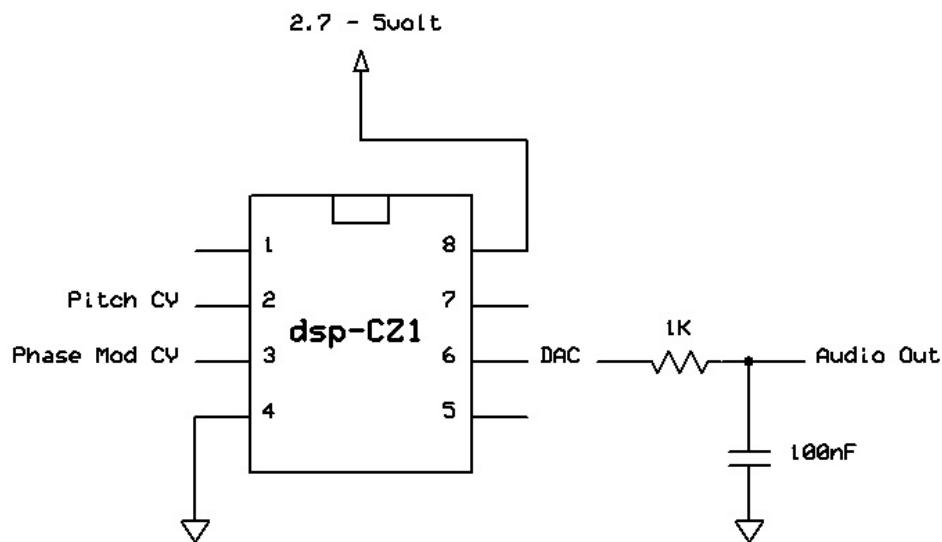 2.7 - 5volt
1
8
Pitch CV
2
7
dsp-CZ1
1K
Phase Mod CV
3
6
DAC
Audio Out
4
5
100nF